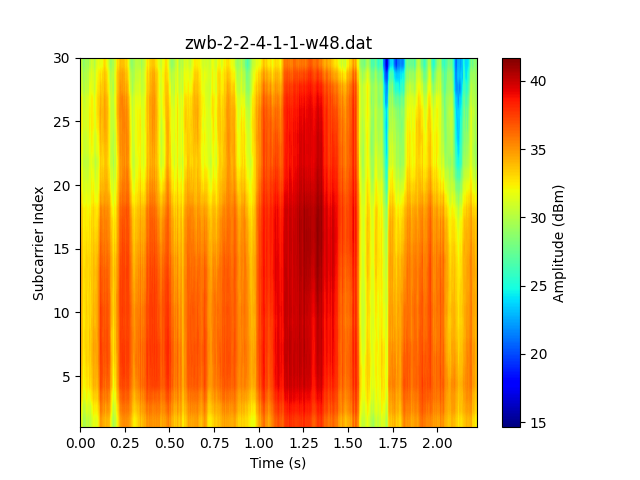 zwb-2-2-4-1-1-w48.dat
30
25
20
15
10
5
Subcarrier Index
0.00 0.25 0.50 0.75 1.00 1.25 1.50 1.75 2.00
Time (s)
40
35
30
25
20
15
Amplitude (dBm)